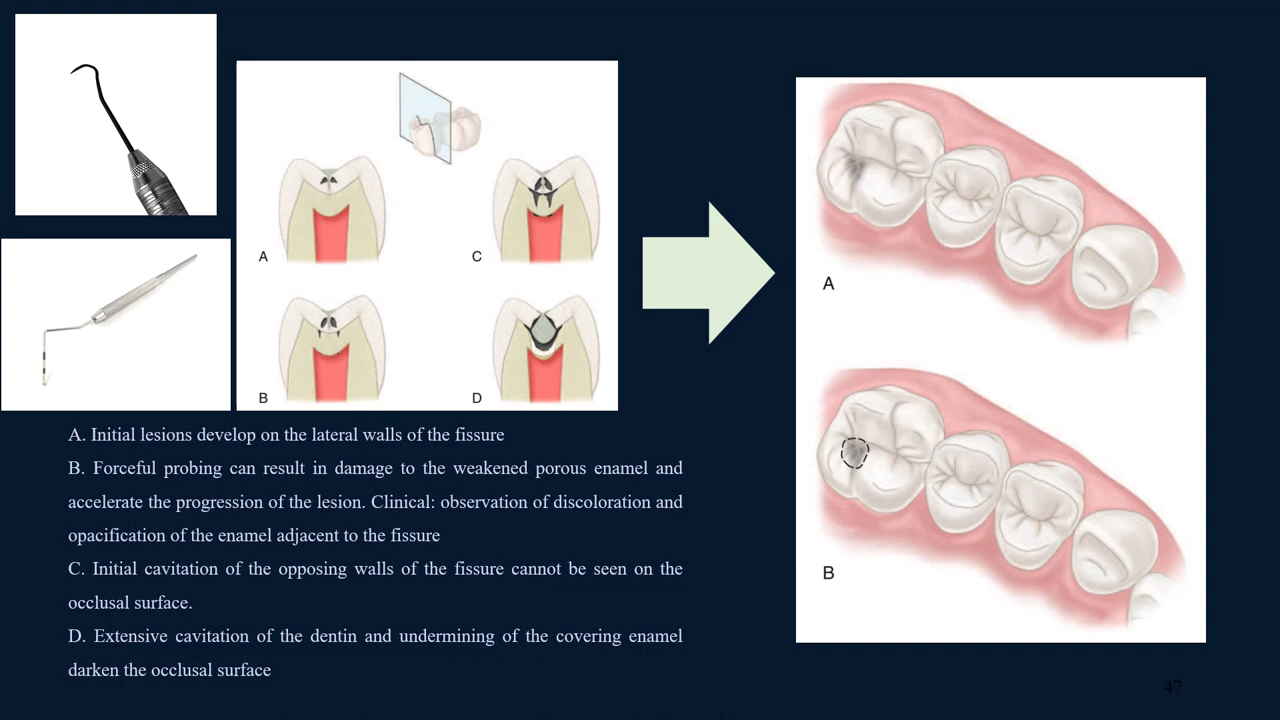 A
C
B
D
A
B
A. Initial lesions develop on the lateral walls of the fissure
B. Forceful probing can result in damage to the weakened porous enamel and
accelerate the progression of the lesion. Clinical: observation of discoloration and
opacification of the enamel adjacent to the fissure
C. Initial cavitation of the opposing walls of the fissure cannot be seen on the
occlusal surface.
D. Extensive cavitation of the dentin and undermining of the covering enamel
darken the occlusal surface
47